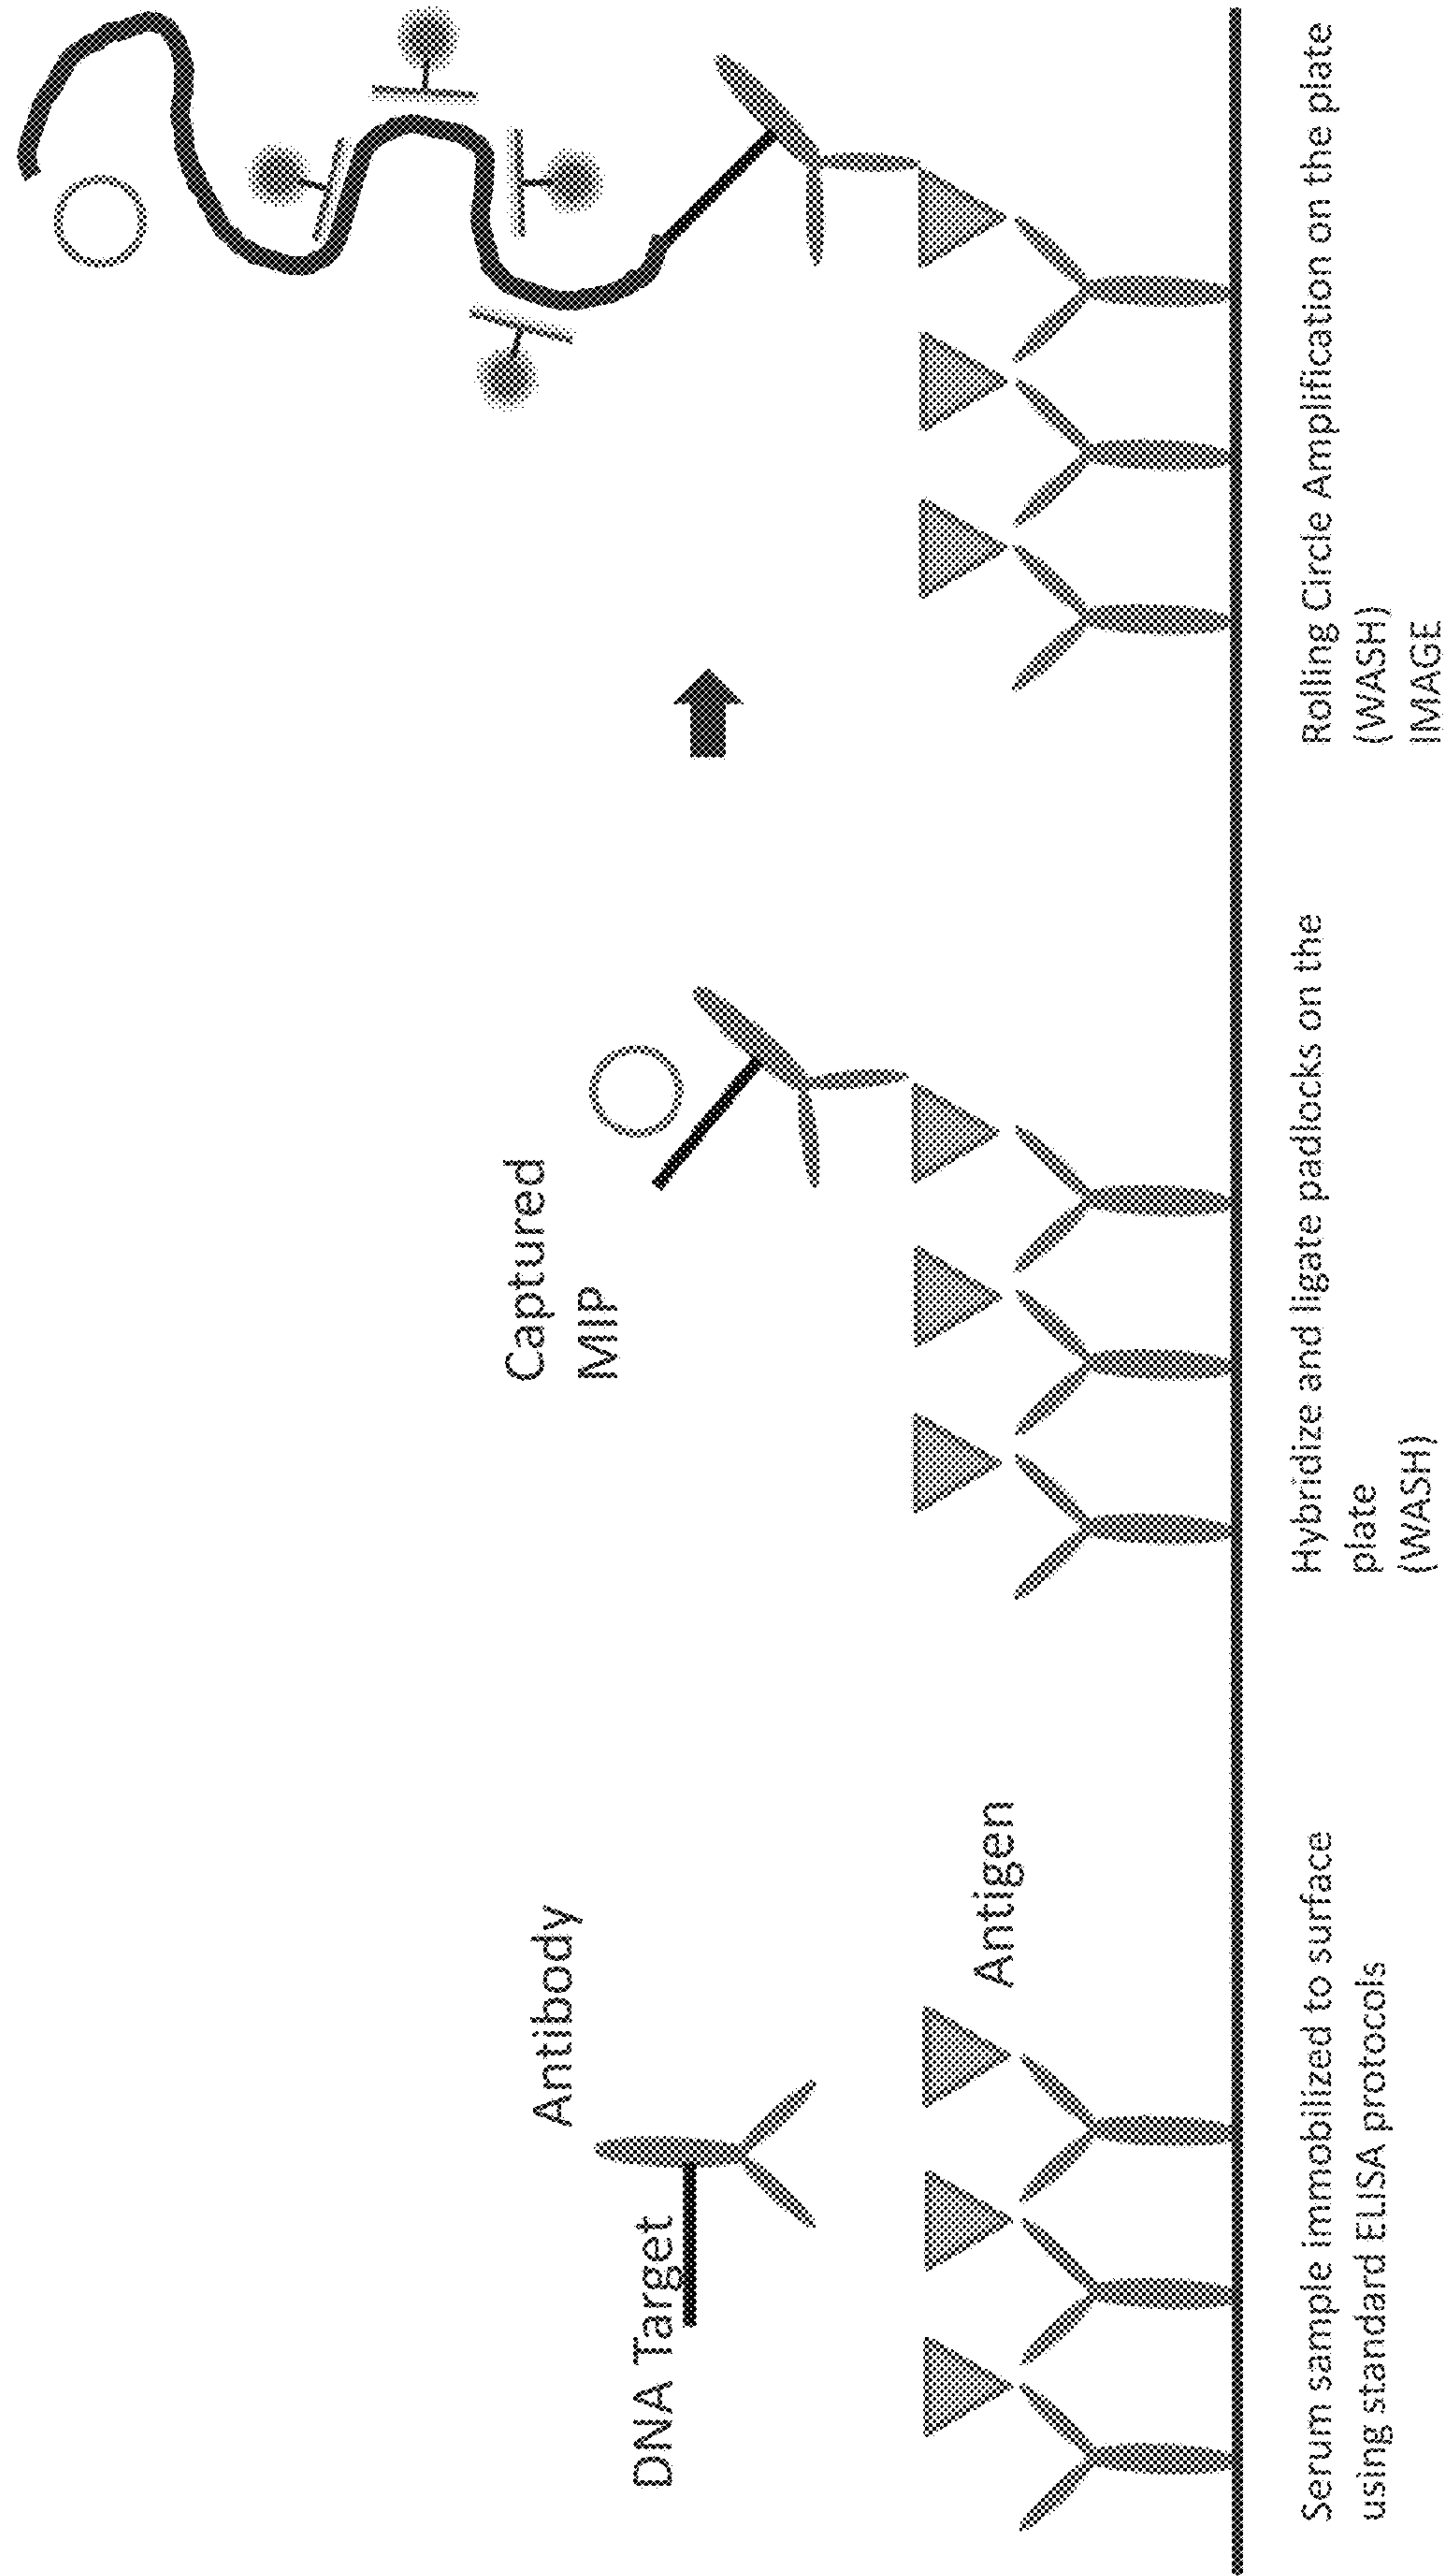 DNA Target
Antibody
Antigen
Serum sample immobilized to surface
using standard ELISA protocols
Captured
MIP
Hybridize and ligate padlocks on the
plate
(WASH)
Rolling Circle Amplification on the plate
(WASH)
IMAGE